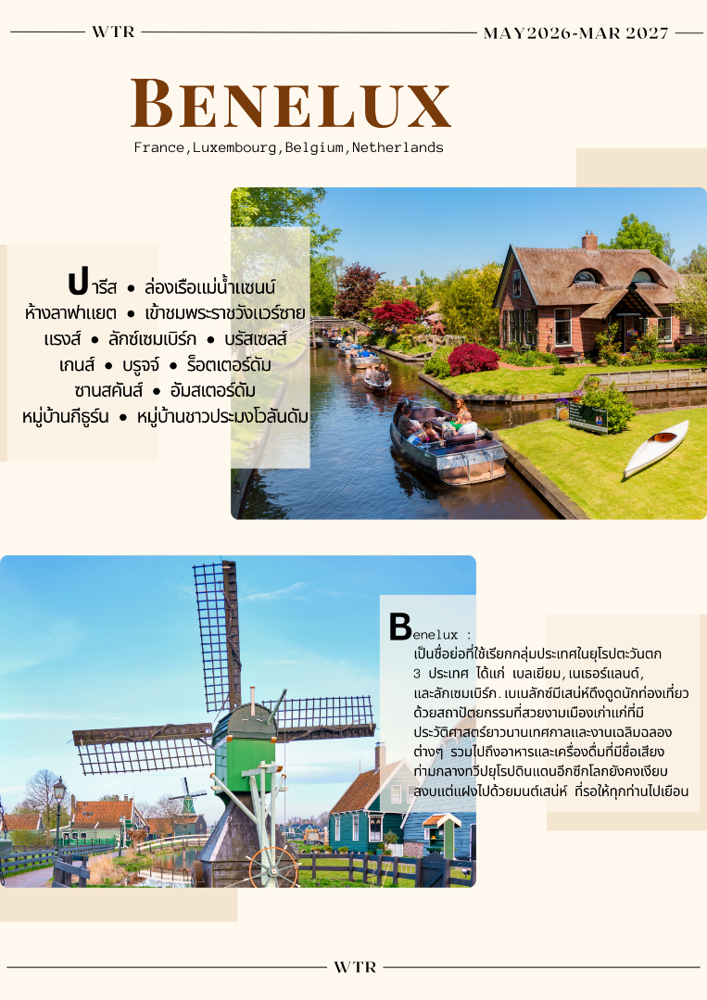 WTR
MAY2026-MAR 2027
BENELUX
France,Luxembourg,Belgium,Netherlands
ปารีส • ล่องเรือแม่น้ำแซนน์
ห้างลาฟาแยต • เข้าชมพระราชวังแวร์ซาย
แรงส์ • ลักซ์เซมเบิร์ก • บรัสเซลส์
เกนส์ • บรูจจ์ • ร็อตเตอร์ดัม
ซานสคันส์ • อัมสเตอร์ดัม
หมู่บ้านกีธูร์น • หมู่บ้านชาวประมงโวลันดัม
Benelux :
เป็นชื่อย่อที่ใช้เรียกกลุ่มประเทศในยุโรปตะวันตก
3 ประเทศ ได้แก่ เบลเยียม,เนเธอร์แลนด์,
และลักเซมเบิร์ก.เบเนลักซ์มีเสน่ห์ดึงดูดนักท่องเที่ยว
ด้วยสถาปัตยกรรมที่สวยงามเมืองเก่าแก่ที่มี
ประวัติศาสตร์ยาวนานเทศกาลและงานเฉลิมฉลอง
ต่างๆ รวมไปถึงอาหารและเครื่องดื่มที่มีชื่อเสียง
ท่ามกลางทวีปยุโรปดินแดนอีกซีกโลกยังคงเงียบ
สงบแต่แฝงไปด้วยมนต์เสน่ห์ ที่รอให้ทุกท่านไปเยือน
WTR